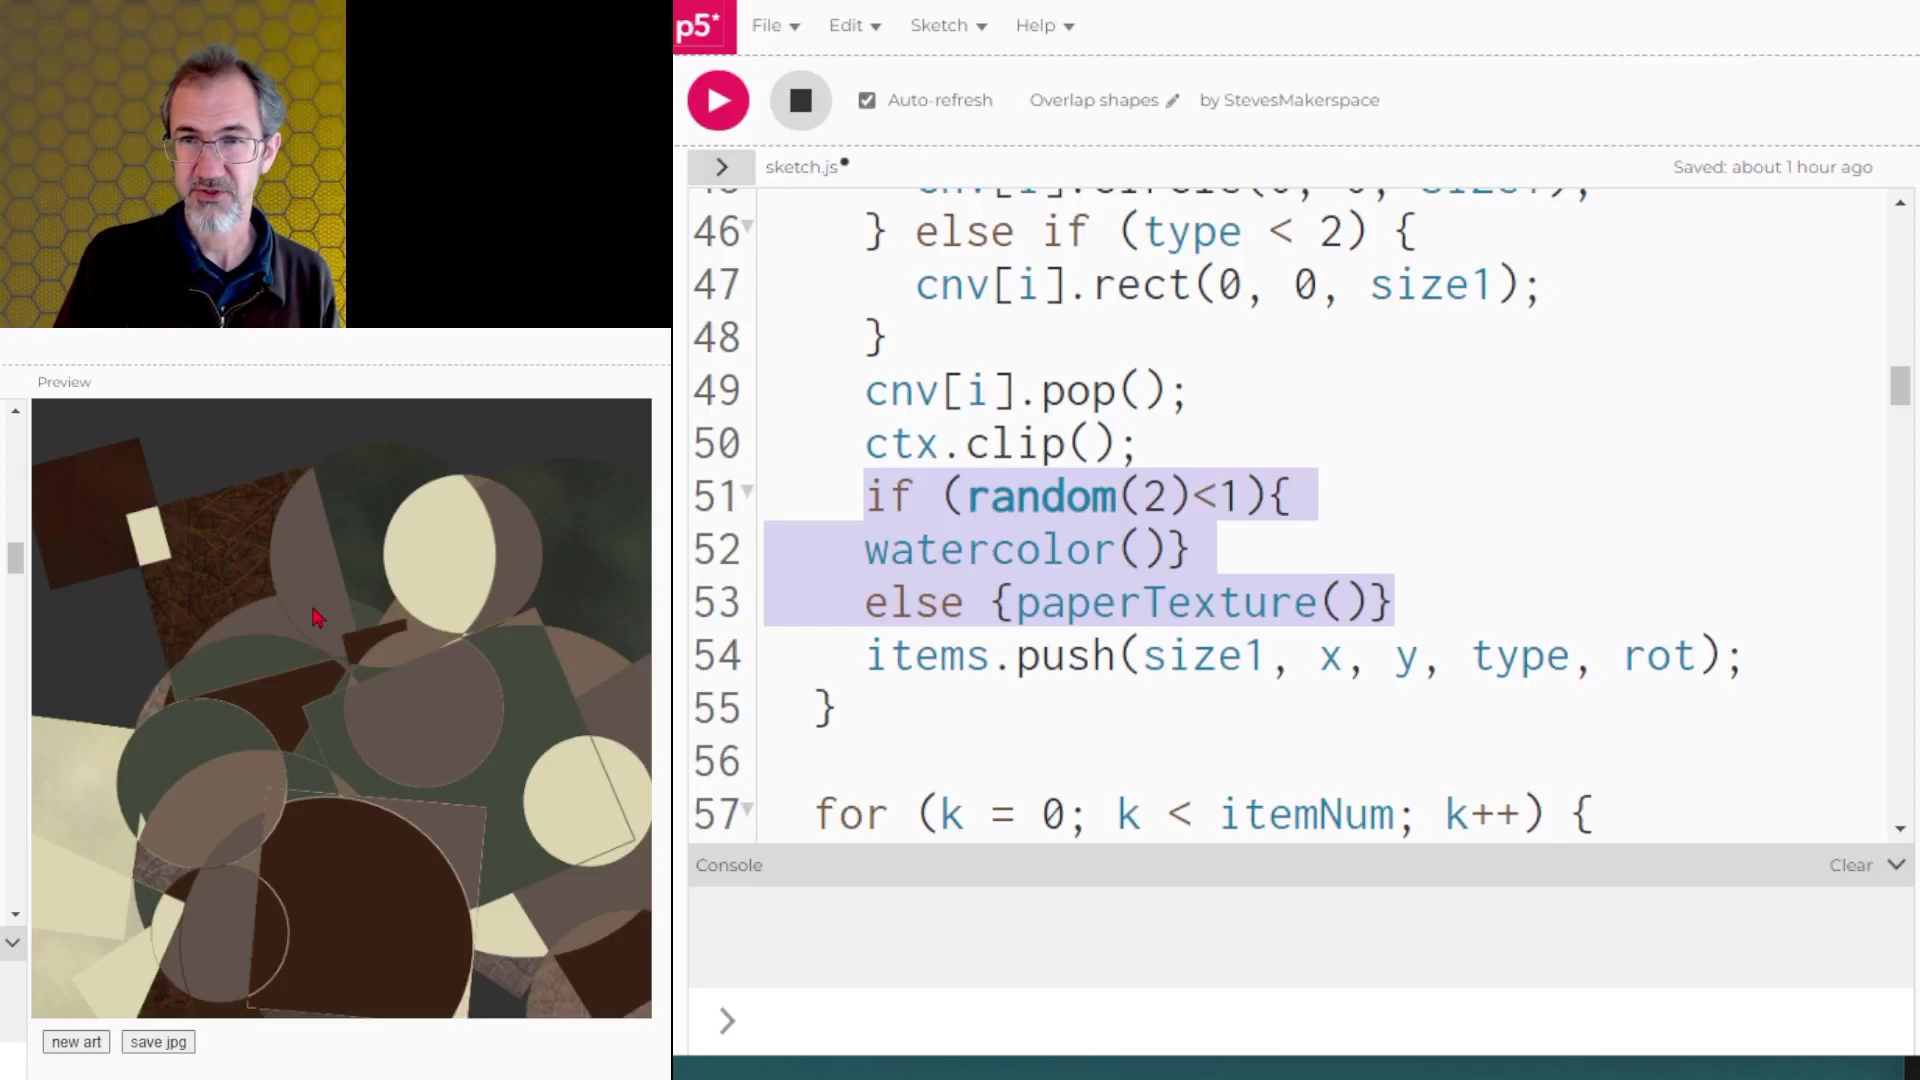 p5*
File Edit Sketch Help
Auto-refresh Overlap shapes by StevesMakerspace
sketch.js Saved: about 1 hour ago
46 } else if (type < 2) {
47 cnv[i].rect(0, 0, size1);
48 }
49 cnv[i].pop();
50 ctx.clip();
51 if (random(2)<1){
52 watercolor()}
53 else {paperTexture()}
54 items.push(size1, x, y, type, rot);
55 }
56
57 for (k = 0; k < itemNum; k++) {
Console Clear
Preview
new art save jpg